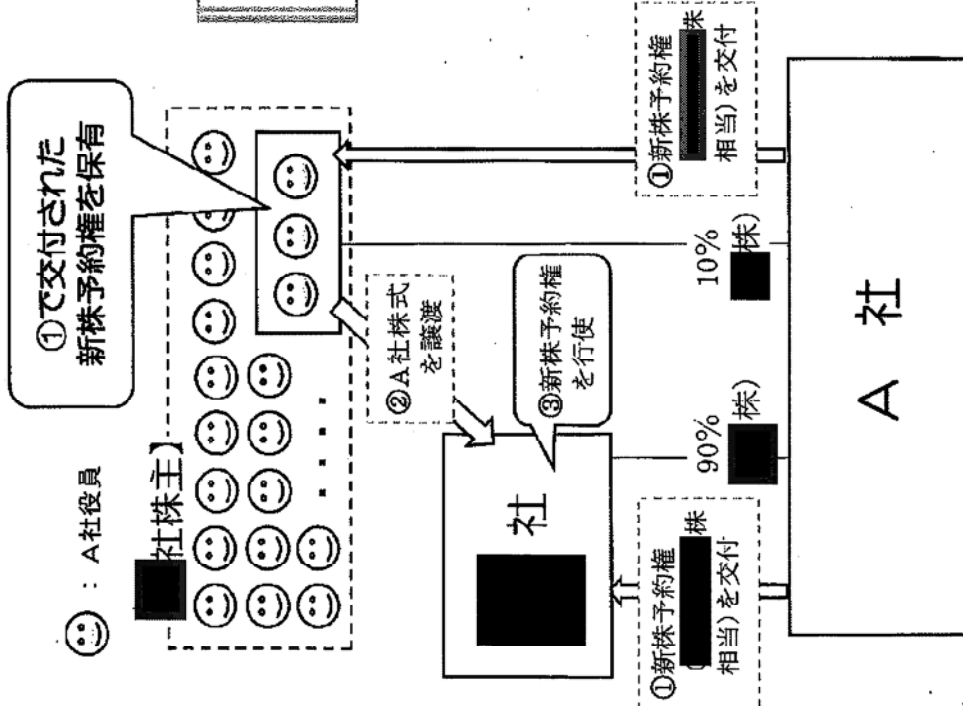 ①で交付された
新株予約権を保有
：A社役員
社株主】
②A社株式
を譲渡
③新株予約権
を行使
社
①新株予約権
株
相当）を交付
10%
株）
90%
株）
①新株予約権
（
株
相当）を交付
A 社